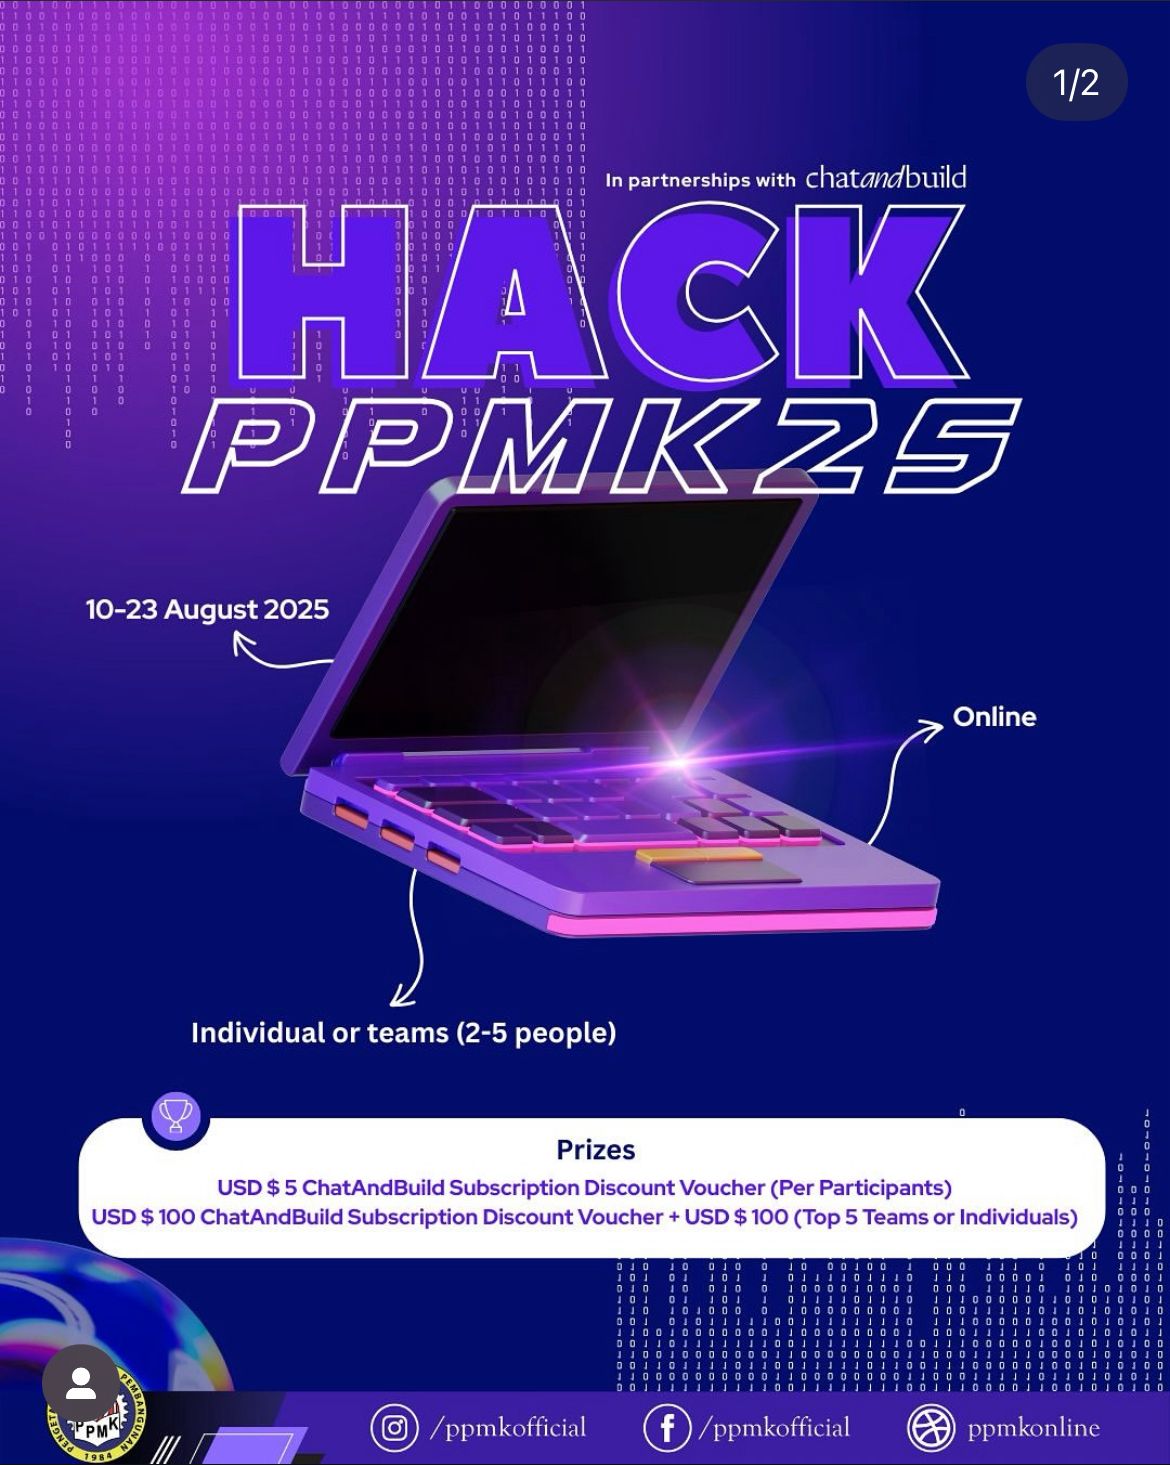 1/2
In partnerships with chatandbuild
HACK
PPMK25
10-23 August 2025
Online
Individual or teams (2-5 people)
Prizes
USD $ 5 ChatAndBuild Subscription Discount Voucher (Per Participants)
USD $ 100 ChatAndBuild Subscription Discount Voucher + USD $ 100 (Top 5 Teams or Individuals)
PPMK
1984
/ppmkofficial
/ppmkofficial
ppmkonline